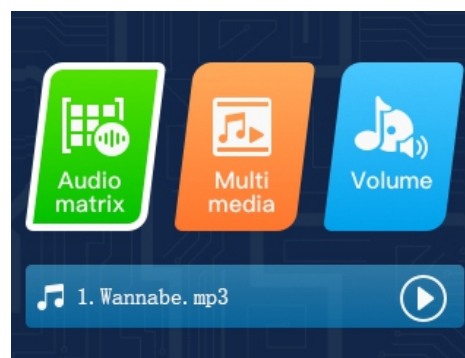 Audio
matrix
Multi
media
Volume
1. Wannabe. mp3